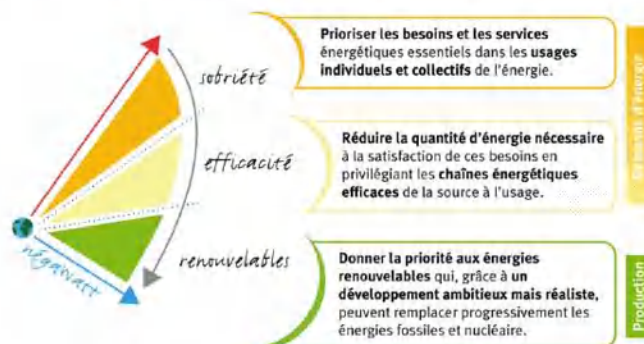 Prioriser les besoins et les services
énergétiques essentiels dans les usages
individuels et collectifs de l'énergie.
sobriété
Réduire la quantité d'énergie nécessaire
à la satisfaction de ces besoins en
privilégiant les chaînes énergétiques
efficaces de la source à l'usage.
efficacité
Donner la priorité aux énergies
renouvelables qui, grâce à un
développement ambitieux mais réaliste,
peuvent remplacer progressivement les
énergies fossiles et nucléaire.
renouvelables
négawatt
Production